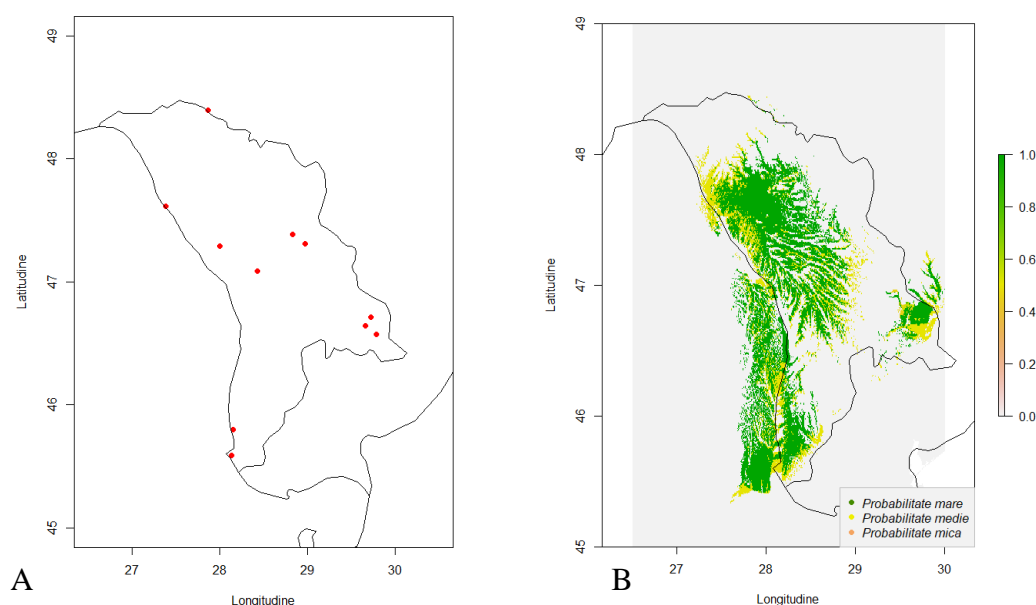 49
48
47
46
45
Latitudine
27
28
29
30
Longitudine
A
49
48
47
46
45
Latitudine
27
28
29
30
Longitudine
B
Probabilitate mare
Probabilitate medie
Probabilitate mica
1.0
0.8
0.6
0.4
0.2
0.0